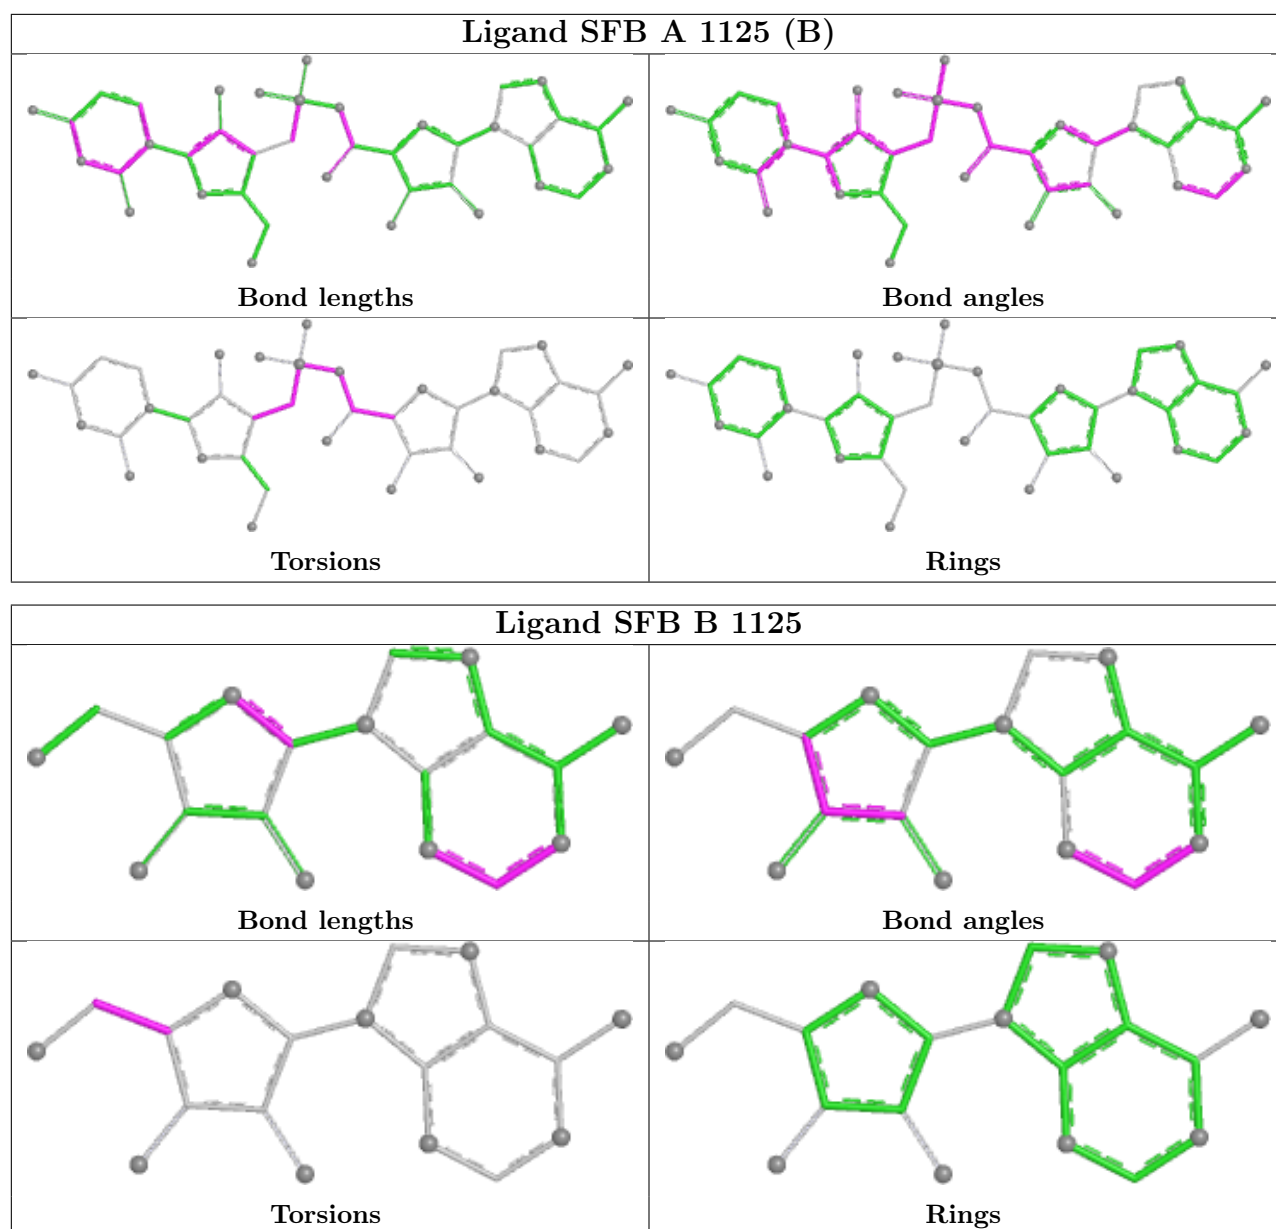 Ligand SFB A 1125 (B)
Bond lengths
Bond angles
Torsions
Rings
Ligand SFB B 1125
Bond lengths
Bond angles
Torsions
Rings